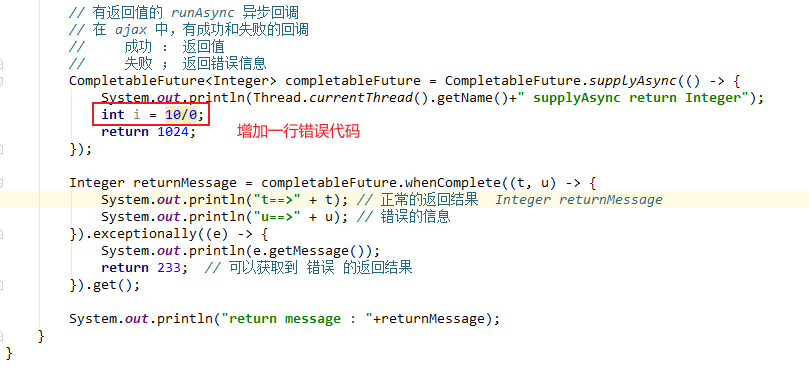 // 有返回值的 runAsync 异步回调
// 在 ajax 中，有成功和失败的回调
//     成功 ： 返回值
//     失败 ； 返回错误信息
CompletableFuture<Integer> completableFuture = CompletableFuture.supplyAsync(() -> {
    System.out.println(Thread.currentThread().getName()+" supplyAsync return Integer");
    int i = 10/0;
    return 1024; 增加一行错误代码
});
Integer returnMessage = completableFuture.whenComplete((t, u) -> {
    System.out.println("t==>" + t); // 正常的返回结果  Integer returnMessage
    System.out.println("u==>" + u); // 错误的信息
}).exceptionally((e) -> {
    System.out.println(e.getMessage());
    return 233;  // 可以获取到 错误 的返回结果
}).get();
System.out.println("return message : "+returnMessage);
}
}